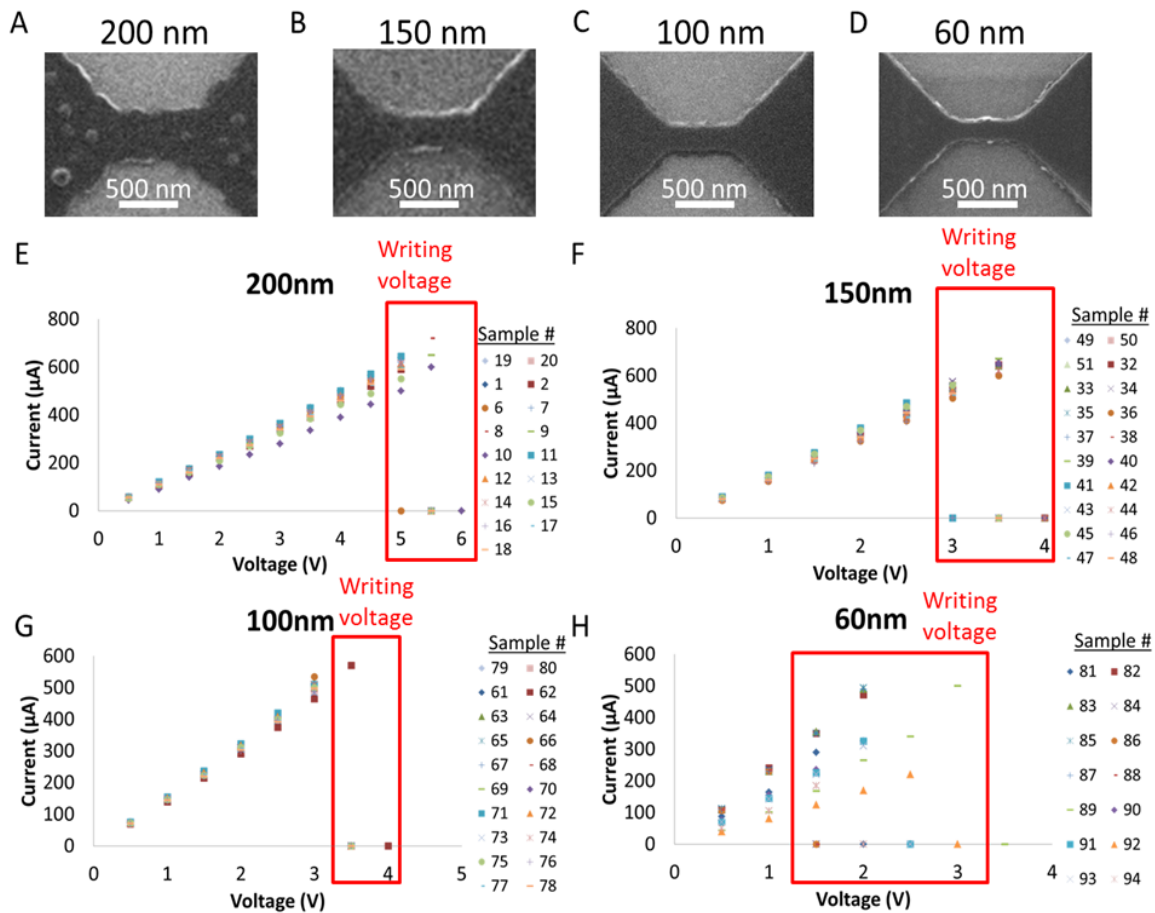 A 200 nm B 150 nm C 100 nm D 60 nm
500 nm 500 nm 500 nm 500 nm
E
200nm
Writing
voltage
Current (µA)
800
600
400
200
0
0 1 2 3 4 5 6
Voltage (V)
Sample #
19 20
1 2
6 7
8 9
10 11
12 13
14 15
16 17
18
F
150nm
Writing
voltage
Current (µA)
800
600
400
200
0
0 1 2 3 4
Voltage (V)
Sample #
49 50
51 32
33 34
35 36
37 38
39 40
41 42
43 44
45 46
47 48
G
100nm
Writing
voltage
Current (µA)
600
500
400
300
200
100
0
0 1 2 3 4 5
Voltage (V)
Sample #
79 80
61 62
63 64
65 66
67 68
69 70
71 72
73 74
75 76
77 78
H
60nm
Writing
voltage
Current (µA)
600
500
400
300
200
100
0
0 1 2 3 4
Voltage (V)
Sample #
81 82
83 84
85 86
87 88
89 90
91 92
93 94